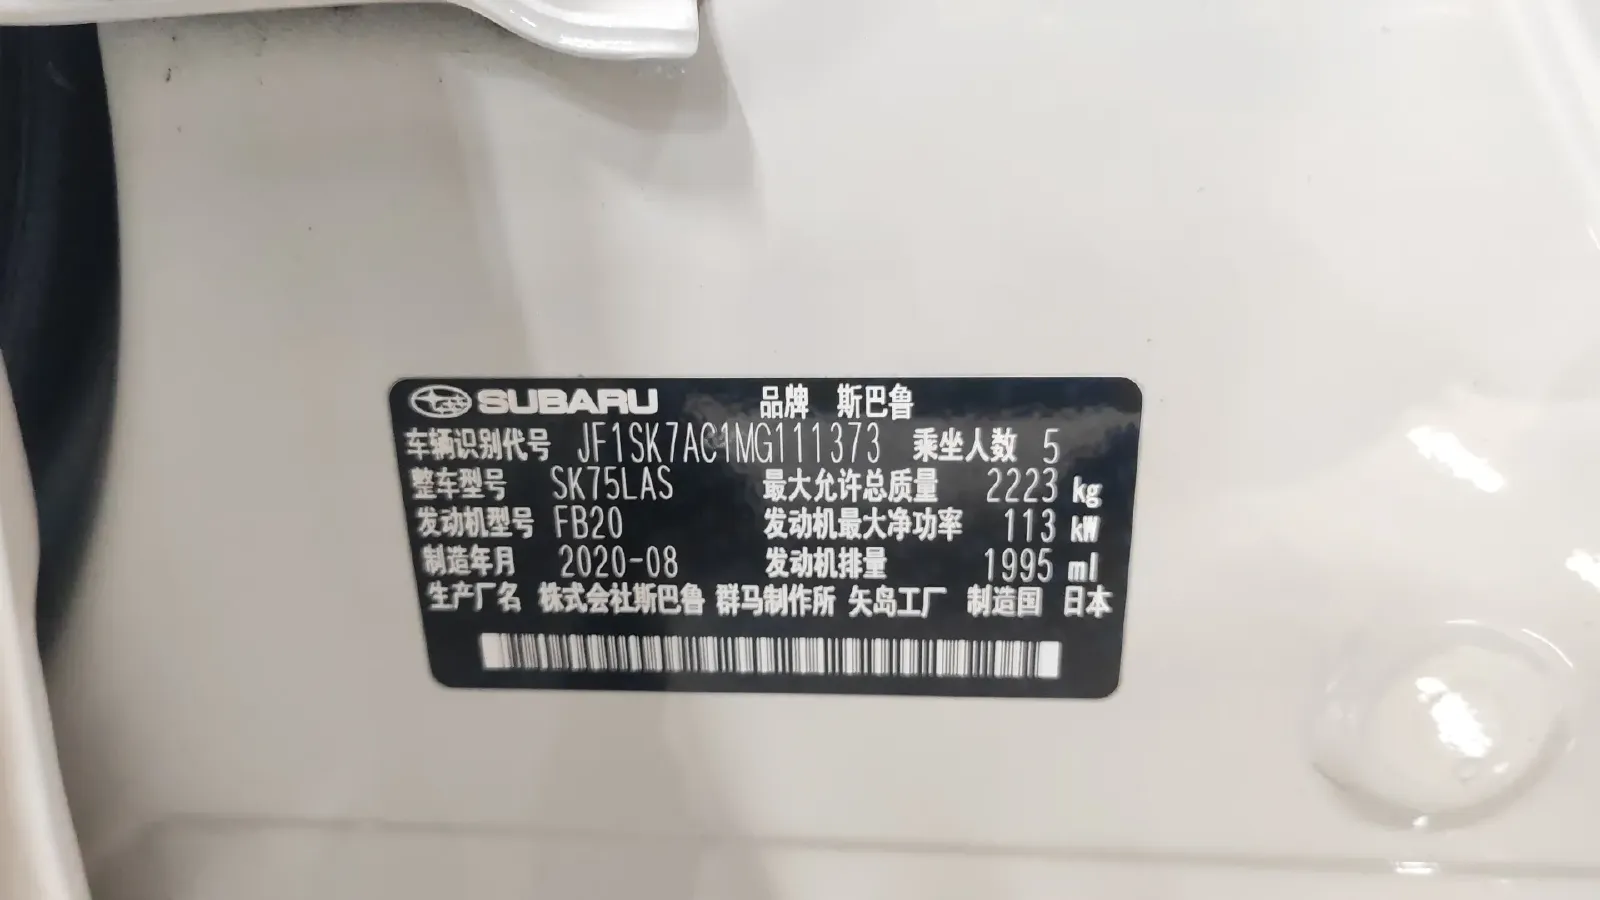 SUBARU 品牌 斯巴鲁
车辆识别代号 JF1SK7AC1MG111373 乘坐人数 5
整车型号 SK75LAS 最大允许总质量 2223 kg
发动机型号 FB20 发动机最大净功率 113 kW
制造年月 2020-08 发动机排量 1995 ml
生产厂名 株式会社斯巴鲁 群马制作所 矢岛工厂 制造国 日本